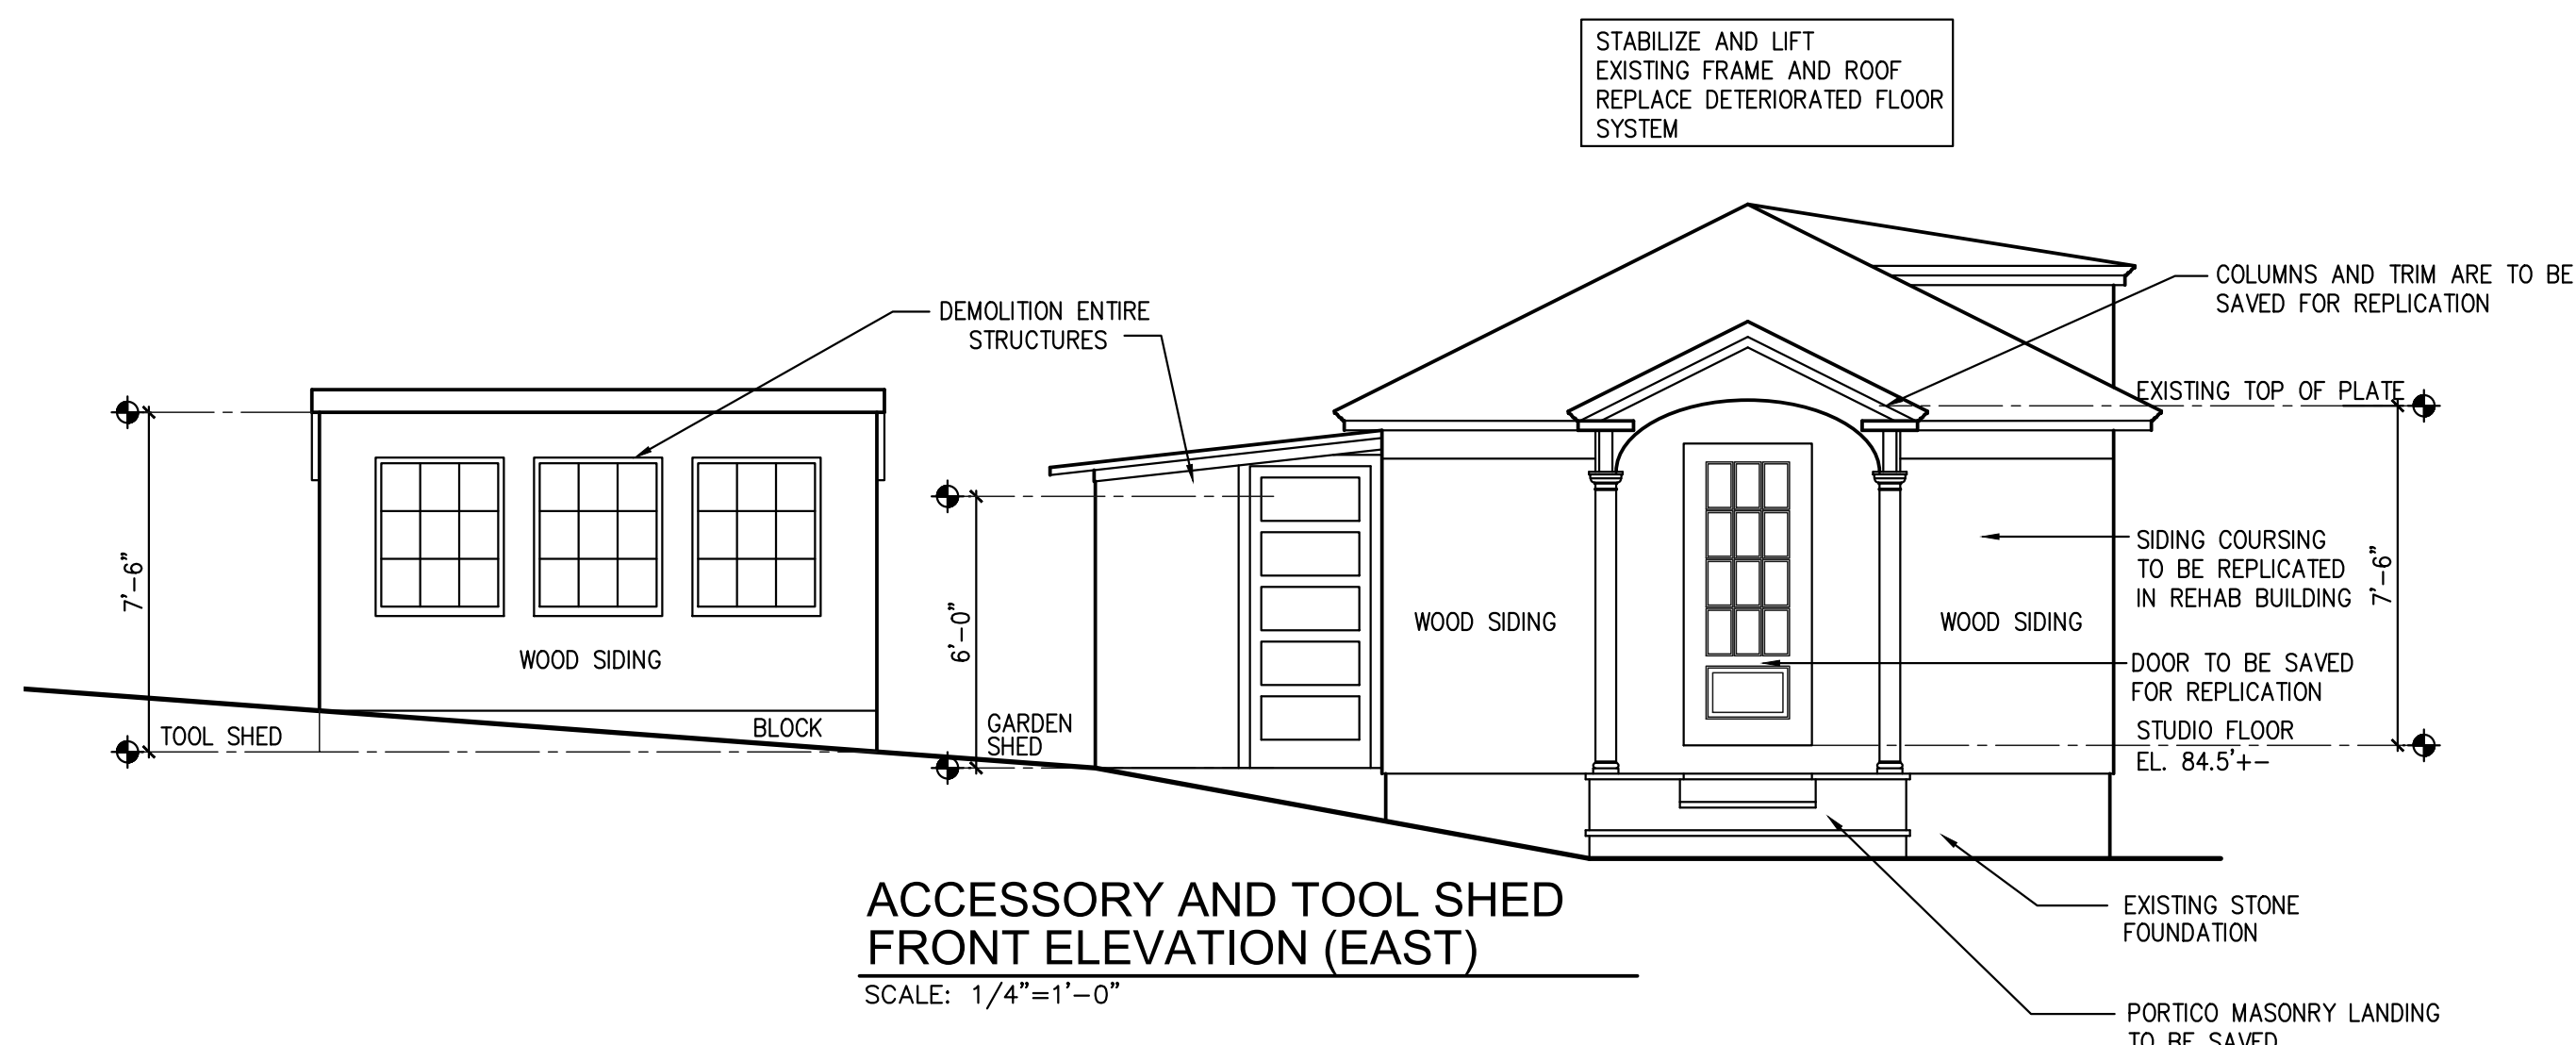 STABILIZE AND LIFT
EXISTING FRAME AND ROOF
REPLACE DETERIORATED FLOOR
SYSTEM
COLUMNS AND TRIM ARE TO BE
SAVED FOR REPLICATION
DEMOLITION ENTIRE
STRUCTURES
EXISTING TOP OF PLATE
7'-6"
6'-0"
7'-6"
SIDING COURSING
TO BE REPLICATED
IN REHAB BUILDING
WOOD SIDING
WOOD SIDING
WOOD SIDING
DOOR TO BE SAVED
FOR REPLICATION
TOOL SHED
BLOCK
GARDEN
SHED
STUDIO FLOOR
EL. 84.5'+-
ACCESSORY AND TOOL SHED
FRONT ELEVATION (EAST)
SCALE: 1/4"=1'-0"
EXISTING STONE
FOUNDATION
PORTICO MASONRY LANDING
TO BE SAVED